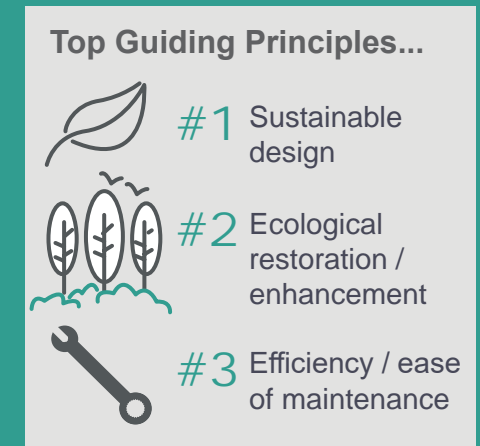 Top Guiding Principles...
#1 Sustainable
design
#2 Ecological
restoration /
enhancement
#3 Efficiency / ease
of maintenance